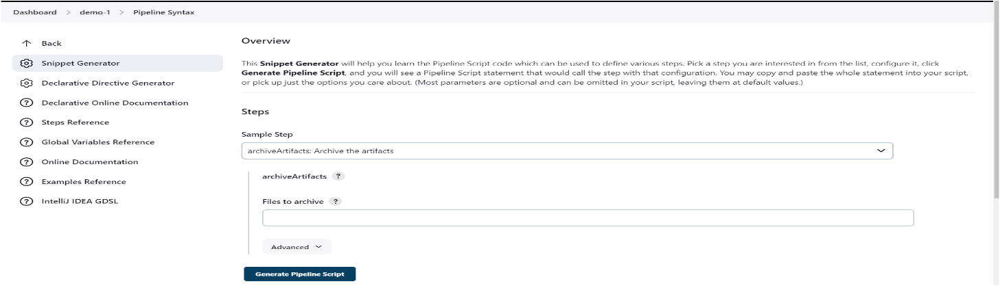 Dashboard > demo-1 > Pipeline Syntax
Back
Snippet Generator
Declarative Directive Generator
Declarative Online Documentation
Steps Reference
Global Variables Reference
Online Documentation
Examples Reference
IntelliJ IDEA GDSL
Overview
This Snippet Generator will help you learn the Pipeline Script code which can be used to define various steps. Pick a step you are interested in from the list, configure it, click
Generate Pipeline Script, and you will see a Pipeline Script statement that would call the step with that configuration. You may copy and paste the whole statement into your script,
or pick up just the options you care about. (Most parameters are optional and can be omitted in your script, leaving them at default values.)
Steps
Sample Step
archiveArtifacts: Archive the artifacts
archiveArtifacts ?
Files to archive ?
Advanced
Generate Pipeline Script